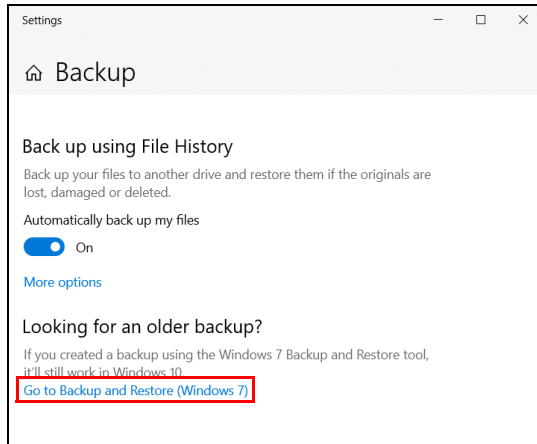 Settings
Backup
Back up using File History
Back up your files to another drive and restore them if the originals are
lost, damaged or deleted.
Automatically back up my files
On
More options
Looking for an older backup?
If you created a backup using the Windows 7 Backup and Restore tool,
it'll still work in Windows 10.
Go to Backup and Restore (Windows 7)